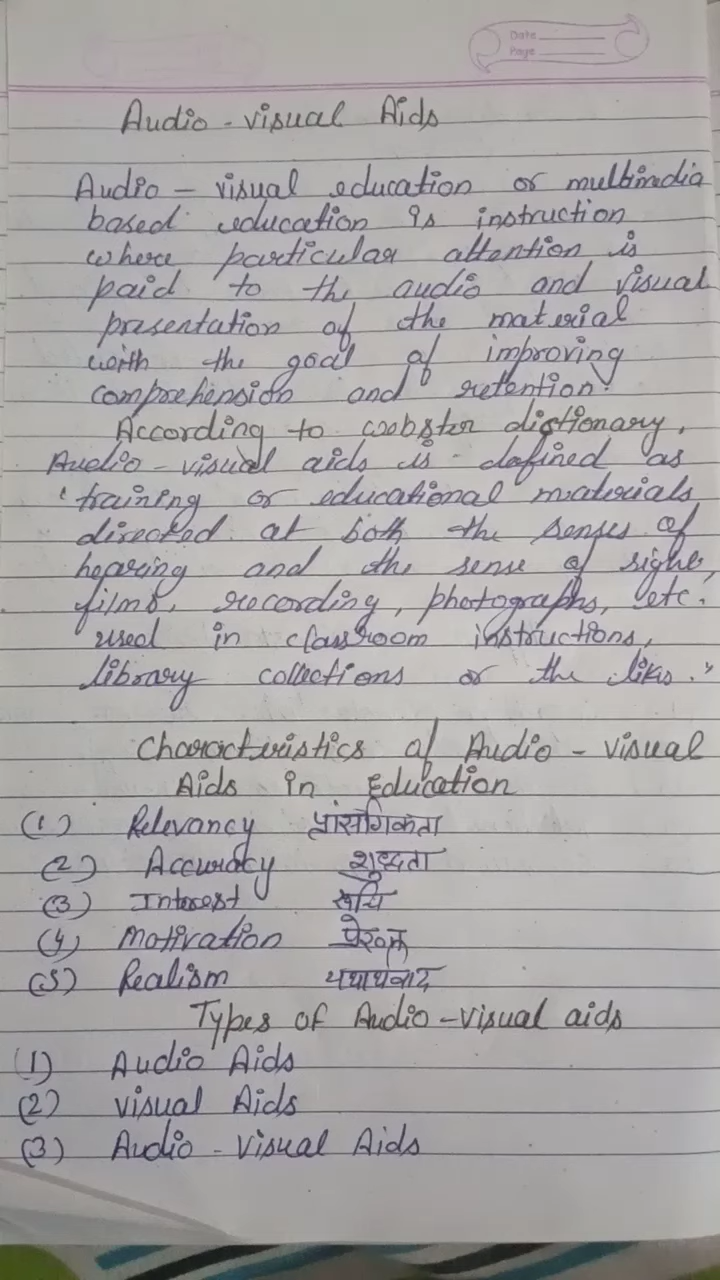 Date
Page
Audio - visual Aids
Audio - visual education or multimedia
based education is instruction
where particular attention is
paid to the audio and visual
presentation of the material
with the goal of improving
comprehension and retention.
According to webster dictionary,
Audio-visual aids is defined as
'training or educational materials
directed at both the senses of
hearing and the sense of sight,
films, recording, photographs, etc.
used in classroom instructions,
library collections or the likes."
Characteristics of Audio - visual
Aids in Education
(1) Relevancy प्रांसगिकता
(2) Accuracy शुध्दता
(3) Interest रूचि
(4) Motivation
(5) Realism यथार्थवाद
Types of Audio-visual aids
(1) Audio Aids
(2) visual Aids
(3) Audio - visual Aids